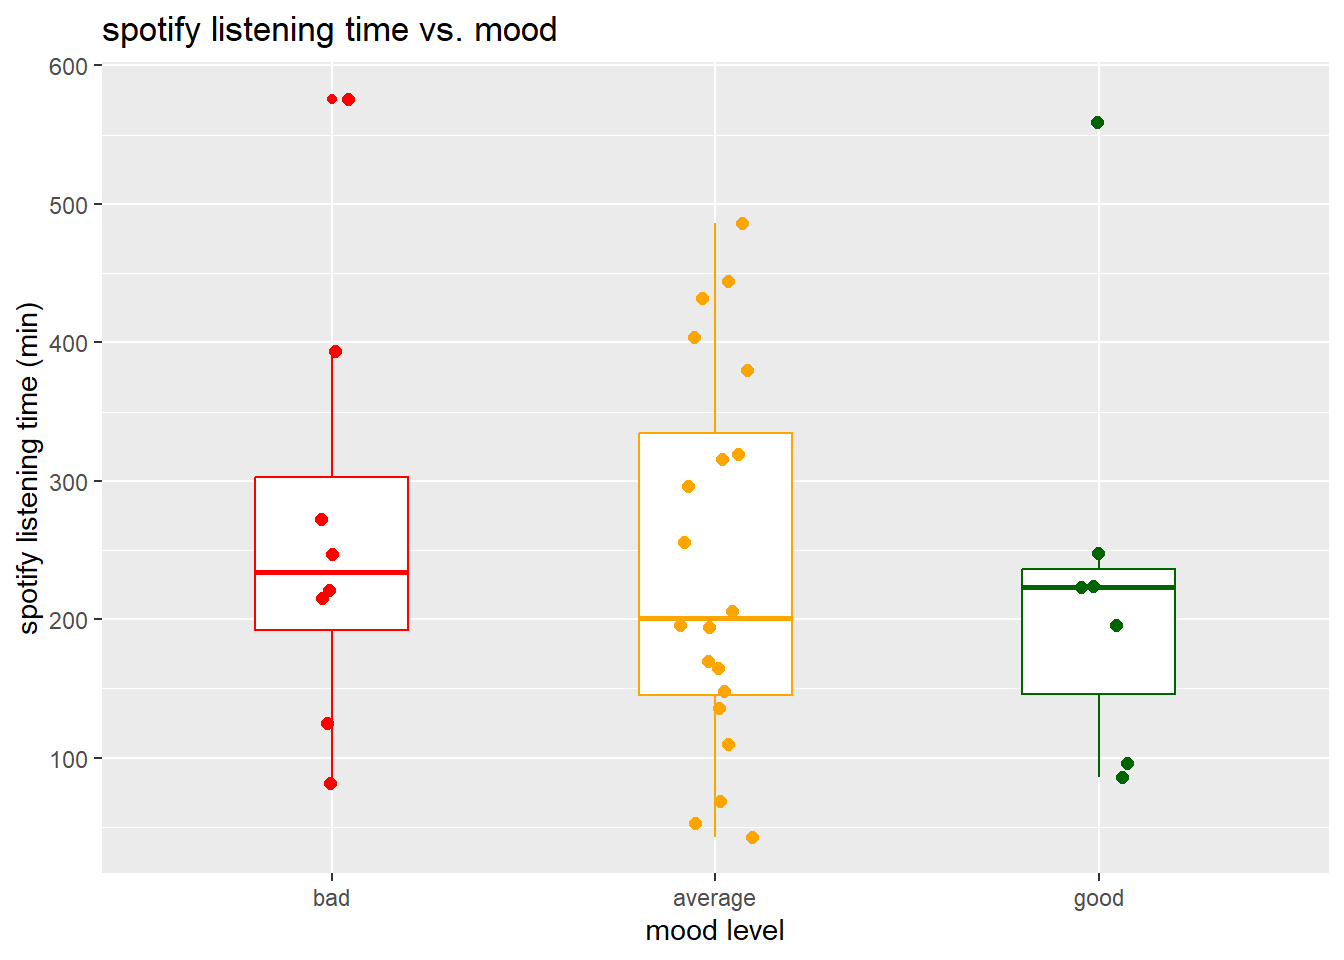 spotify listening time vs. mood
600
500
400
300
200
100
spotify listening time (min)
bad
average
good
mood level